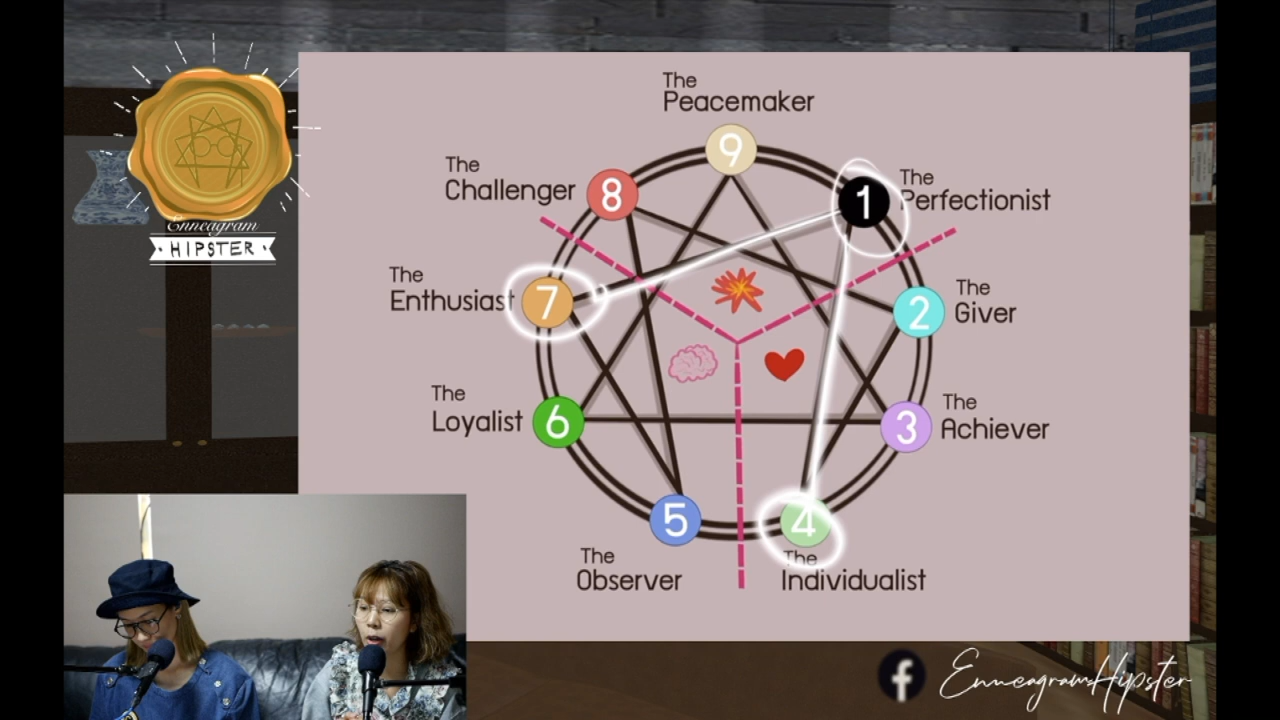 Enneagram
HIPSTER
The
Peacemaker
9
The
Challenger
8
1
The
Perfectionist
The
Enthusiast
7
2
The
Giver
The
Loyalist
6
3
The
Achiever
5
The
Observer
4
The
Individualist
f
EnneagramHipster